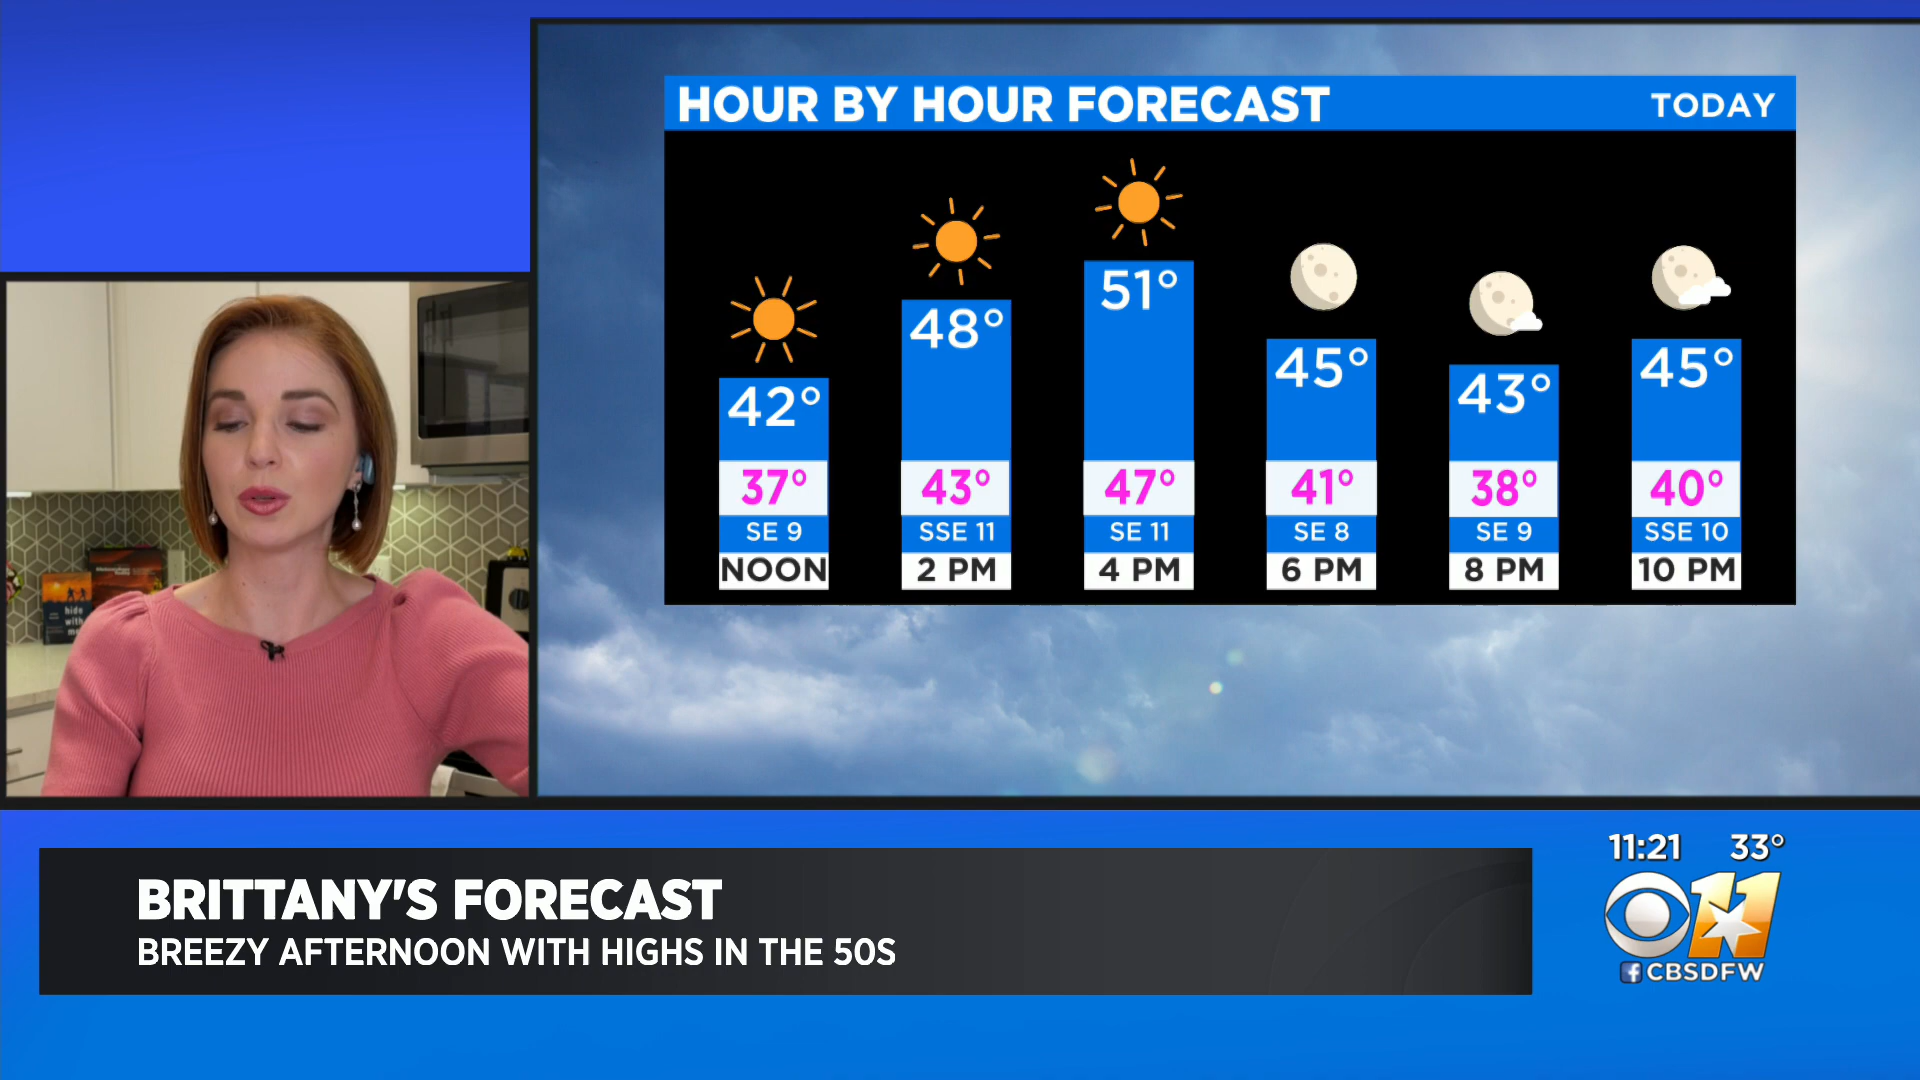 HOUR BY HOUR FORECAST
TODAY
42° 48° 51° 45° 43° 45°
37° 43° 47° 41° 38° 40°
SE 9 SSE 11 SE 11 SE 8 SE 9 SSE 10
NOON 2 PM 4 PM 6 PM 8 PM 10 PM
hide
with
BRITTANY'S FORECAST
BREEZY AFTERNOON WITH HIGHS IN THE 50S
11:21 33°
11
f CBSDFW